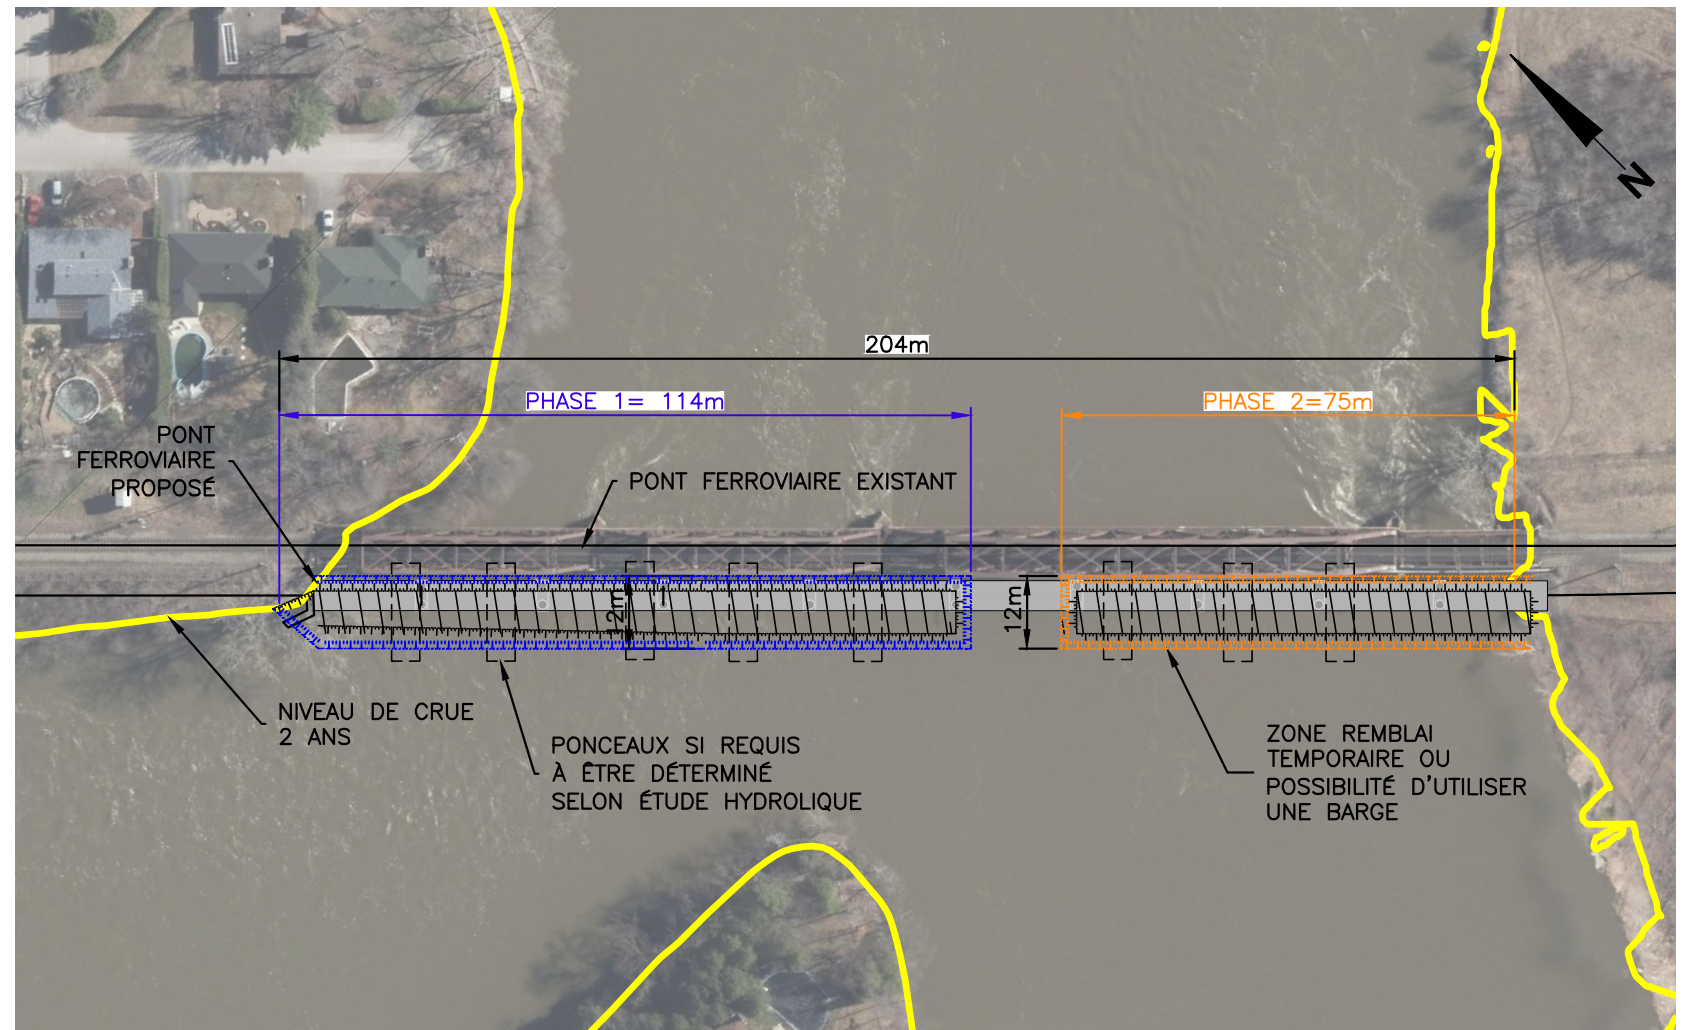 N
204m
PHASE 1= 114m
PHASE 2=75m
PONT
FERROVIAIRE
PROPOSÉ
PONT FERROVIAIRE EXISTANT
12m
12m
NIVEAU DE CRUE
2 ANS
PONCEAUX SI REQUIS
À ÊTRE DÉTERMINÉ
SELON ÉTUDE HYDROLIQUE
ZONE REMBLAI
TEMPORAIRE OU
POSSIBILITÉ D'UTILISER
UNE BARGE